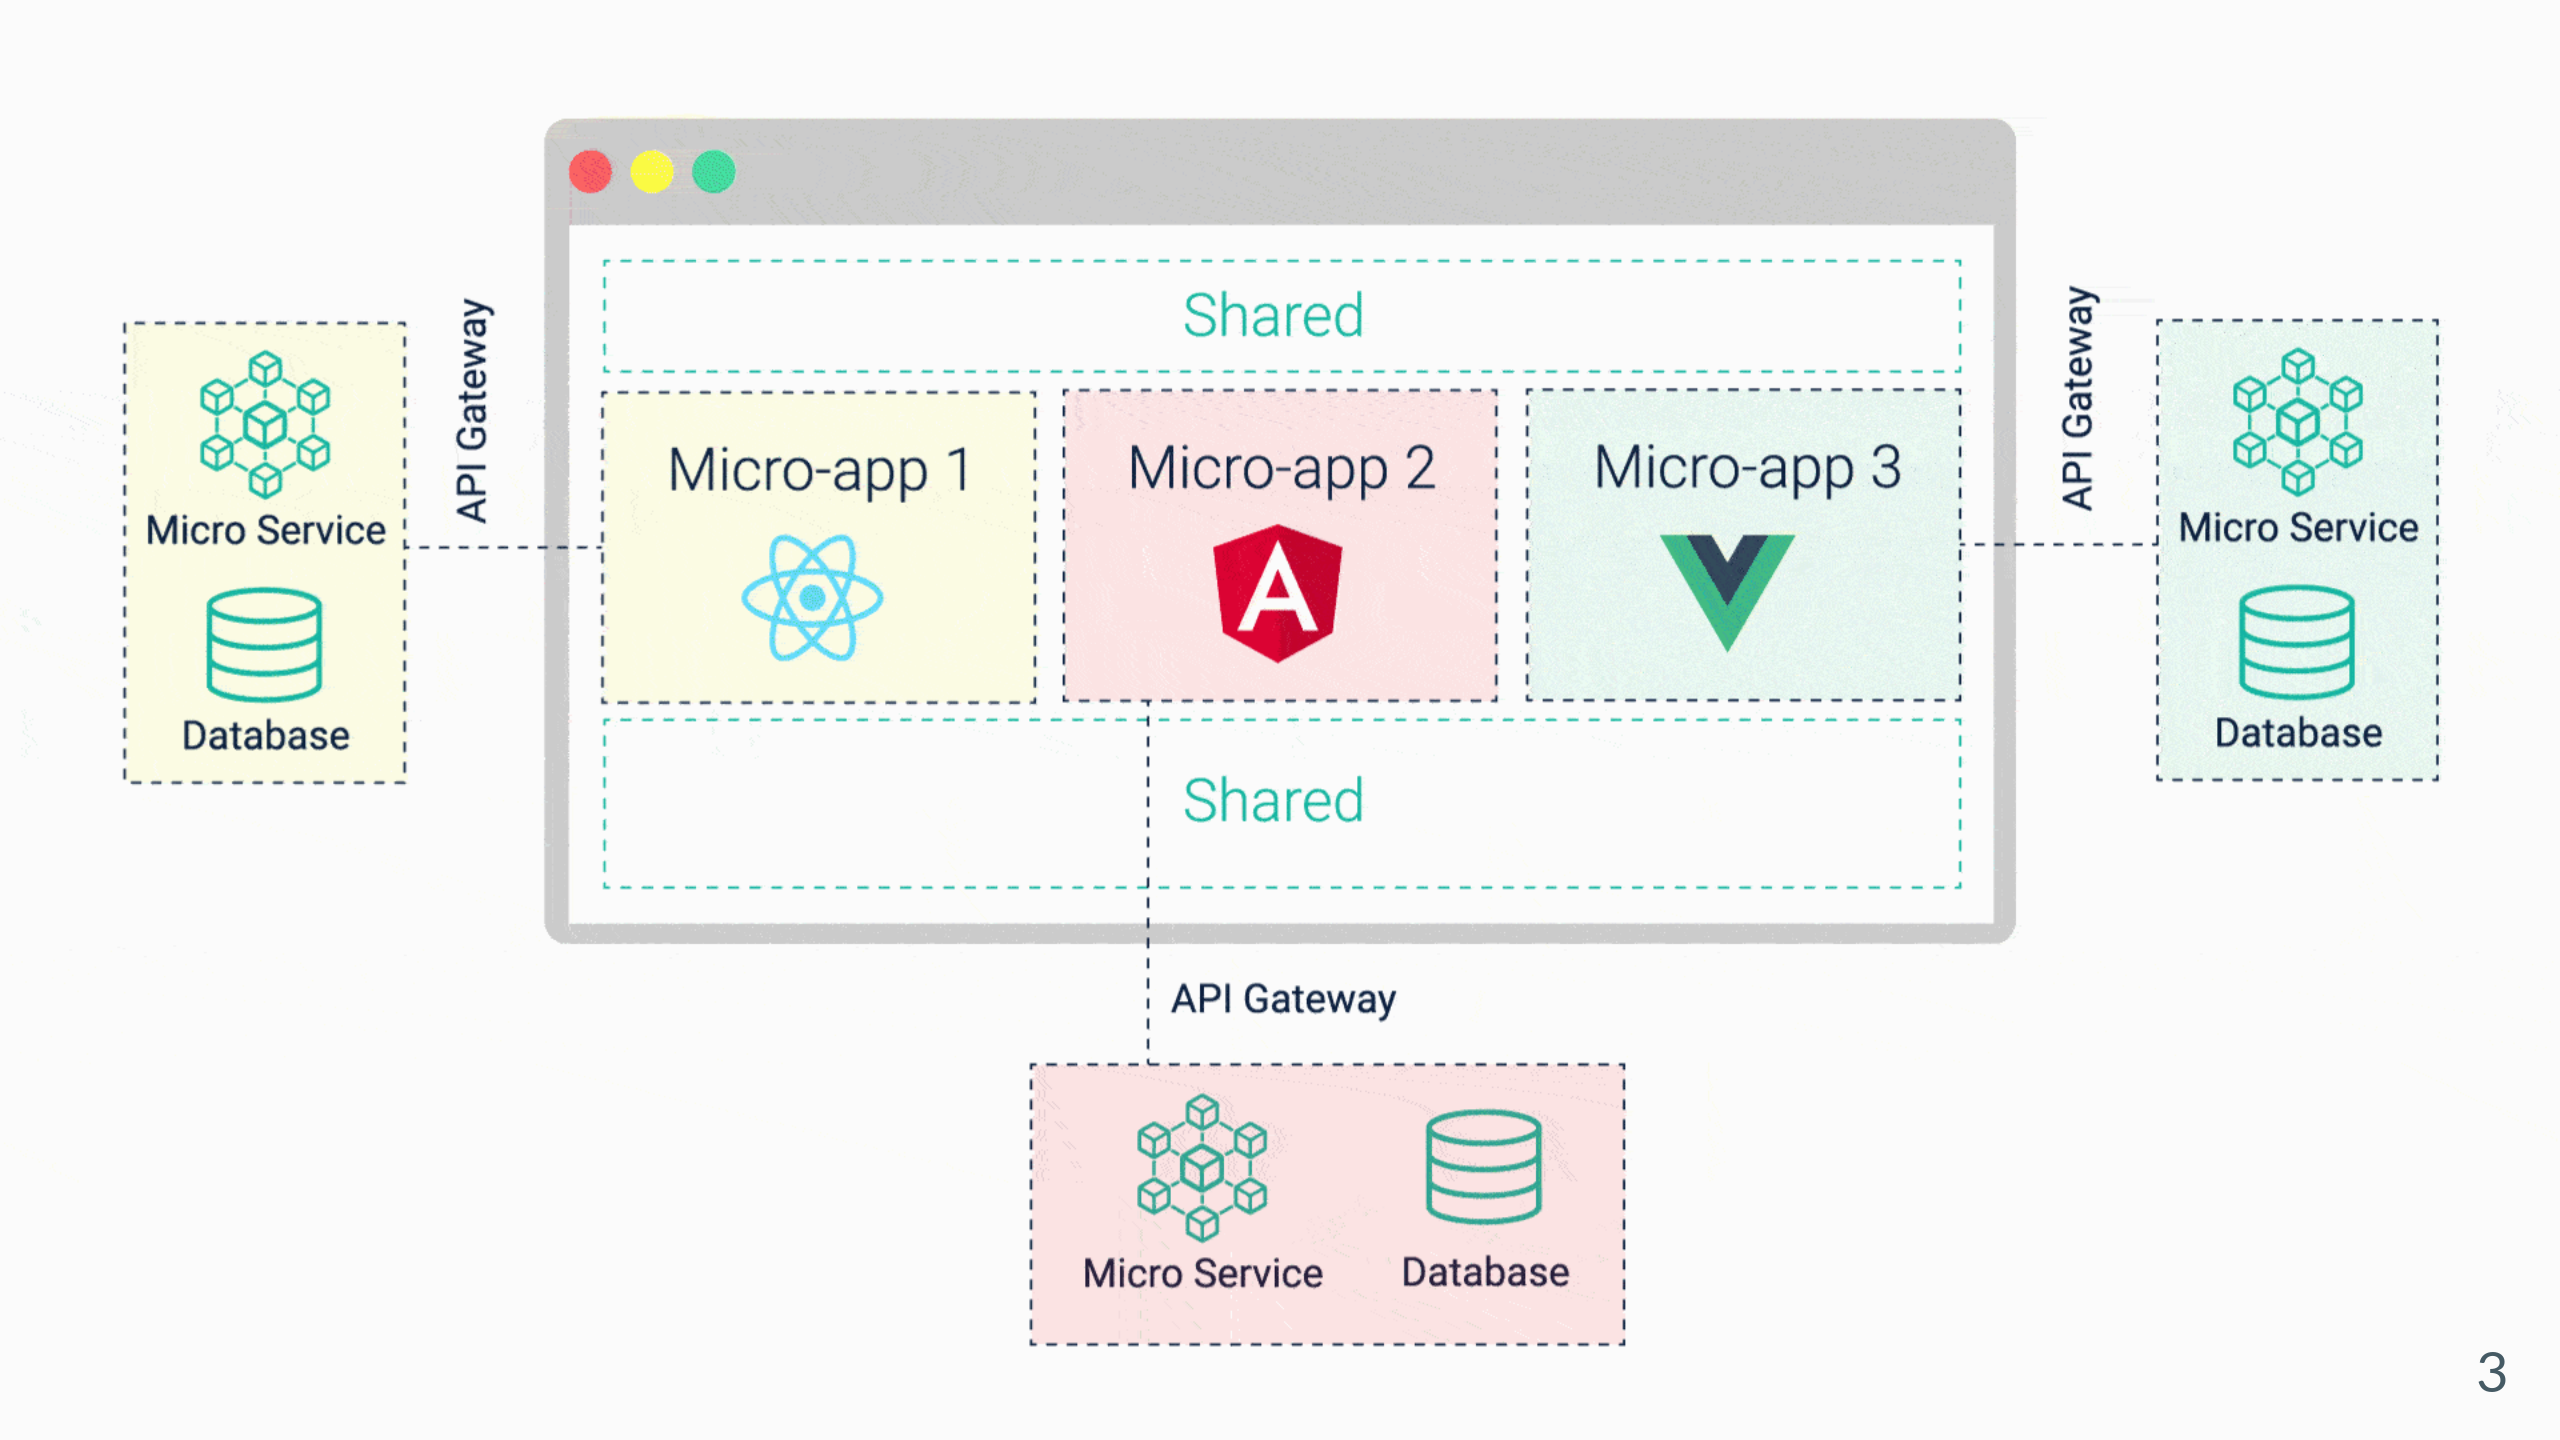 Shared
API Gateway
Micro Service
Database
Micro-app 1
Micro-app 2
A
Micro-app 3
API Gateway
Micro Service
Database
Shared
API Gateway
Micro Service
Database
3